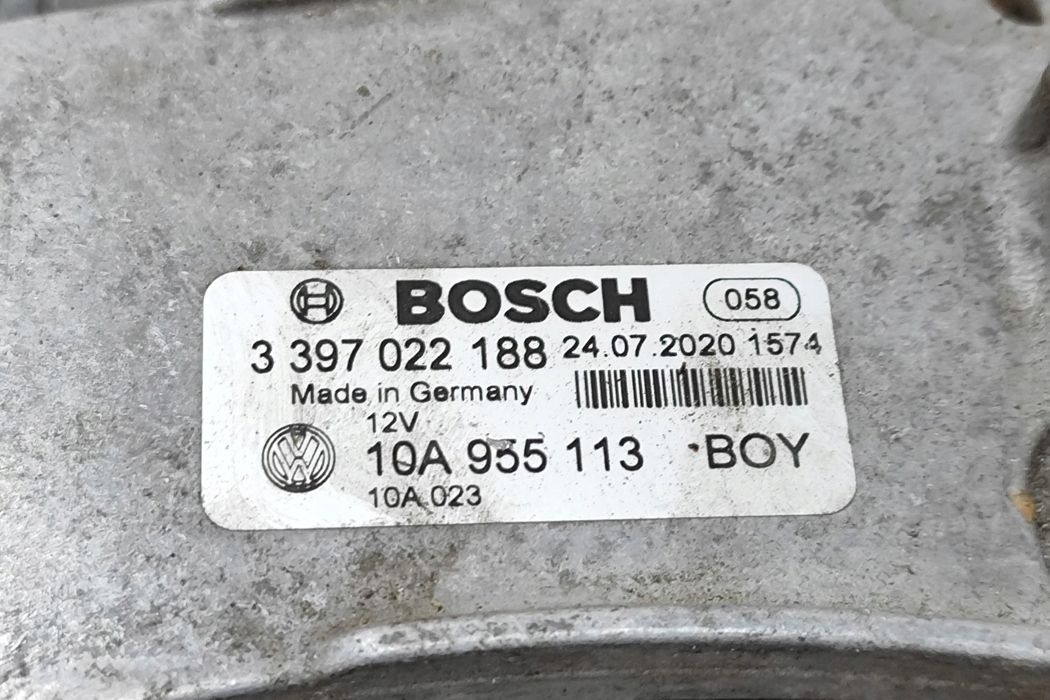 BOSCH 058
3 397 022 188 24.07.2020 1574
Made in Germany
12V
10A 955 113 BOY
10A 023